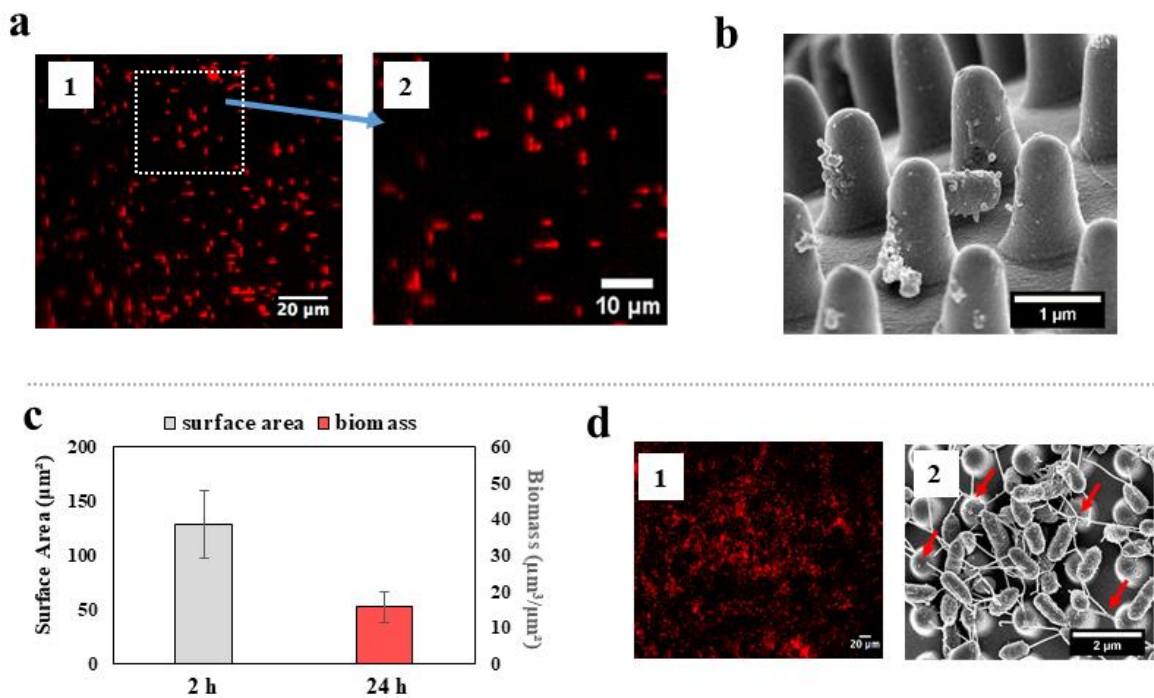 a
1
2
20 µm
10 µm
b
1 µm
c
surface area biomass
Surface Area (µm²)
200
150
100
50
0
Biomass (µm³/µm²)
60
50
40
30
20
10
0
2 h 24 h
d
1
20 µm
2
2 µm